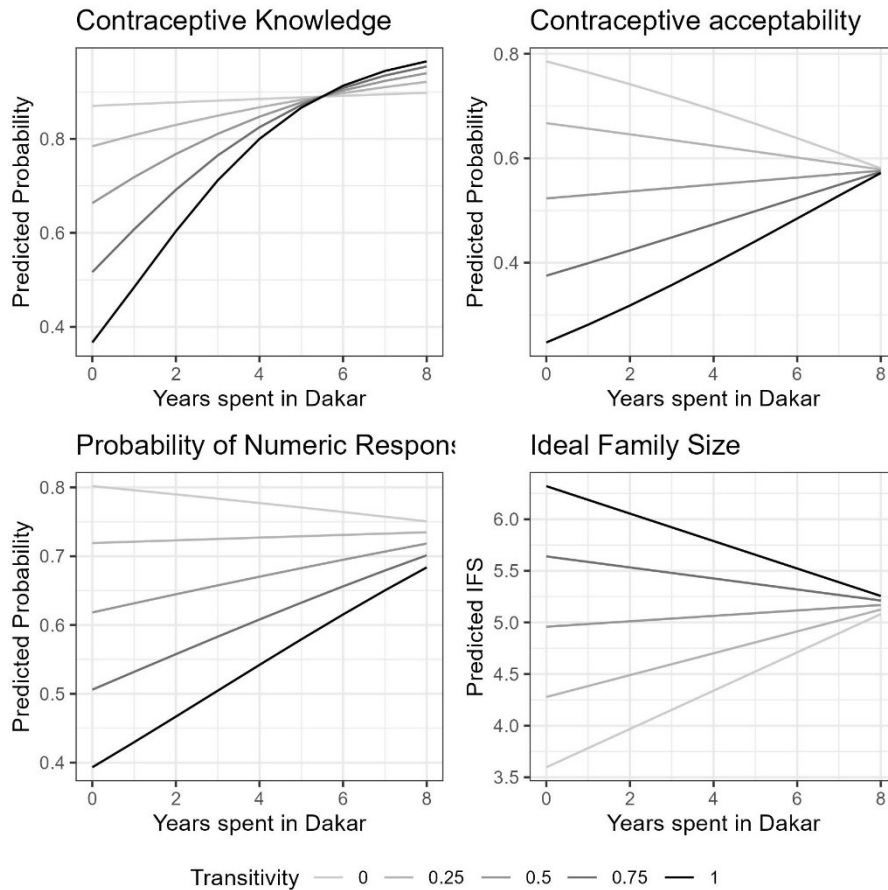 Contraceptive Knowledge
Predicted Probability
0.8
0.6
0.4
0 2 4 6 8
Years spent in Dakar
Contraceptive acceptability
Predicted Probability
0.8
0.6
0.4
0 2 4 6 8
Years spent in Dakar
Probability of Numeric Respons
Predicted Probability
0.8
0.7
0.6
0.5
0.4
0 2 4 6 8
Years spent in Dakar
Ideal Family Size
Predicted IFS
6.0
5.5
5.0
4.5
4.0
3.5
0 2 4 6 8
Years spent in Dakar
Transitivity 0 0.25 0.5 0.75 1